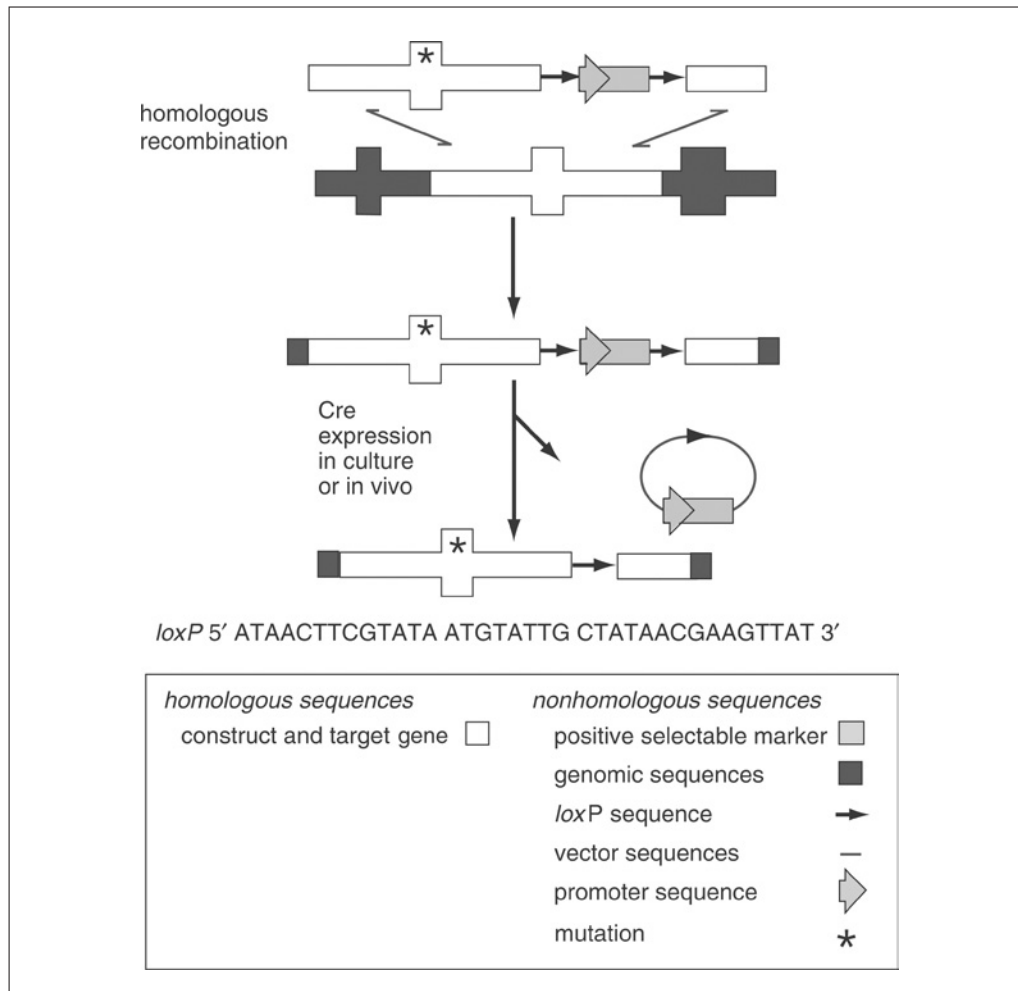 *
homologous
recombination
*
Cre
expression
in culture
or in vivo
*
loxP 5′ ATAACTTCGTATA ATGTATTG CTATAACGAAGTTAT 3′
homologous sequences
construct and target gene
nonhomologous sequences
positive selectable marker
genomic sequences
loxP sequence
vector sequences
promoter sequence
mutation *